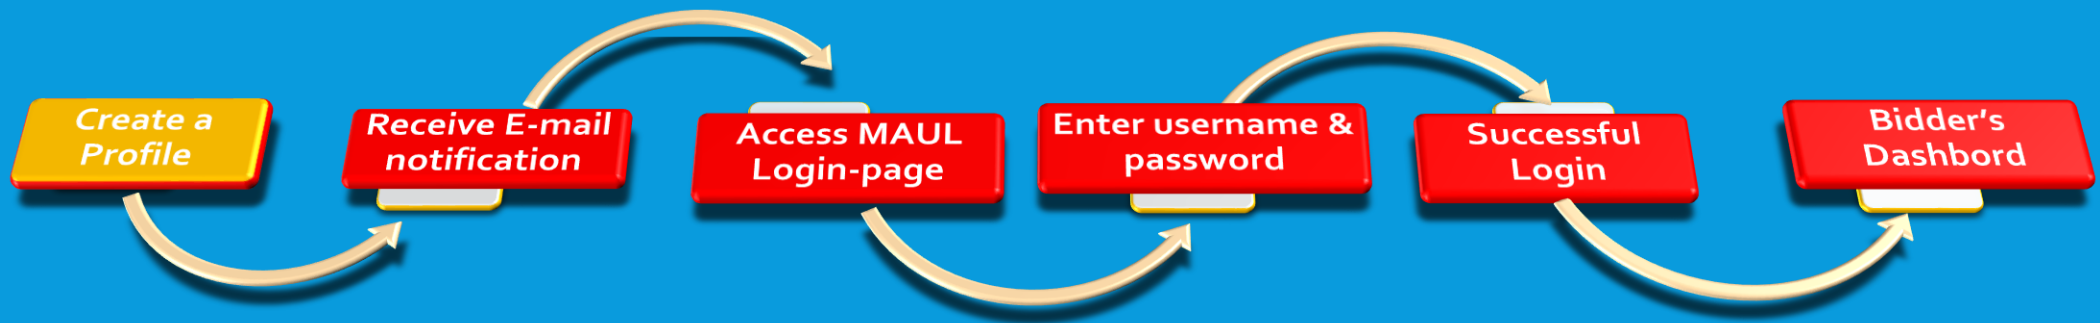 Create a
Profile
Receive E-mail
notification
Access MAUL
Login-page
Enter username &
password
Successful
Login
Bidder's
Dashbord